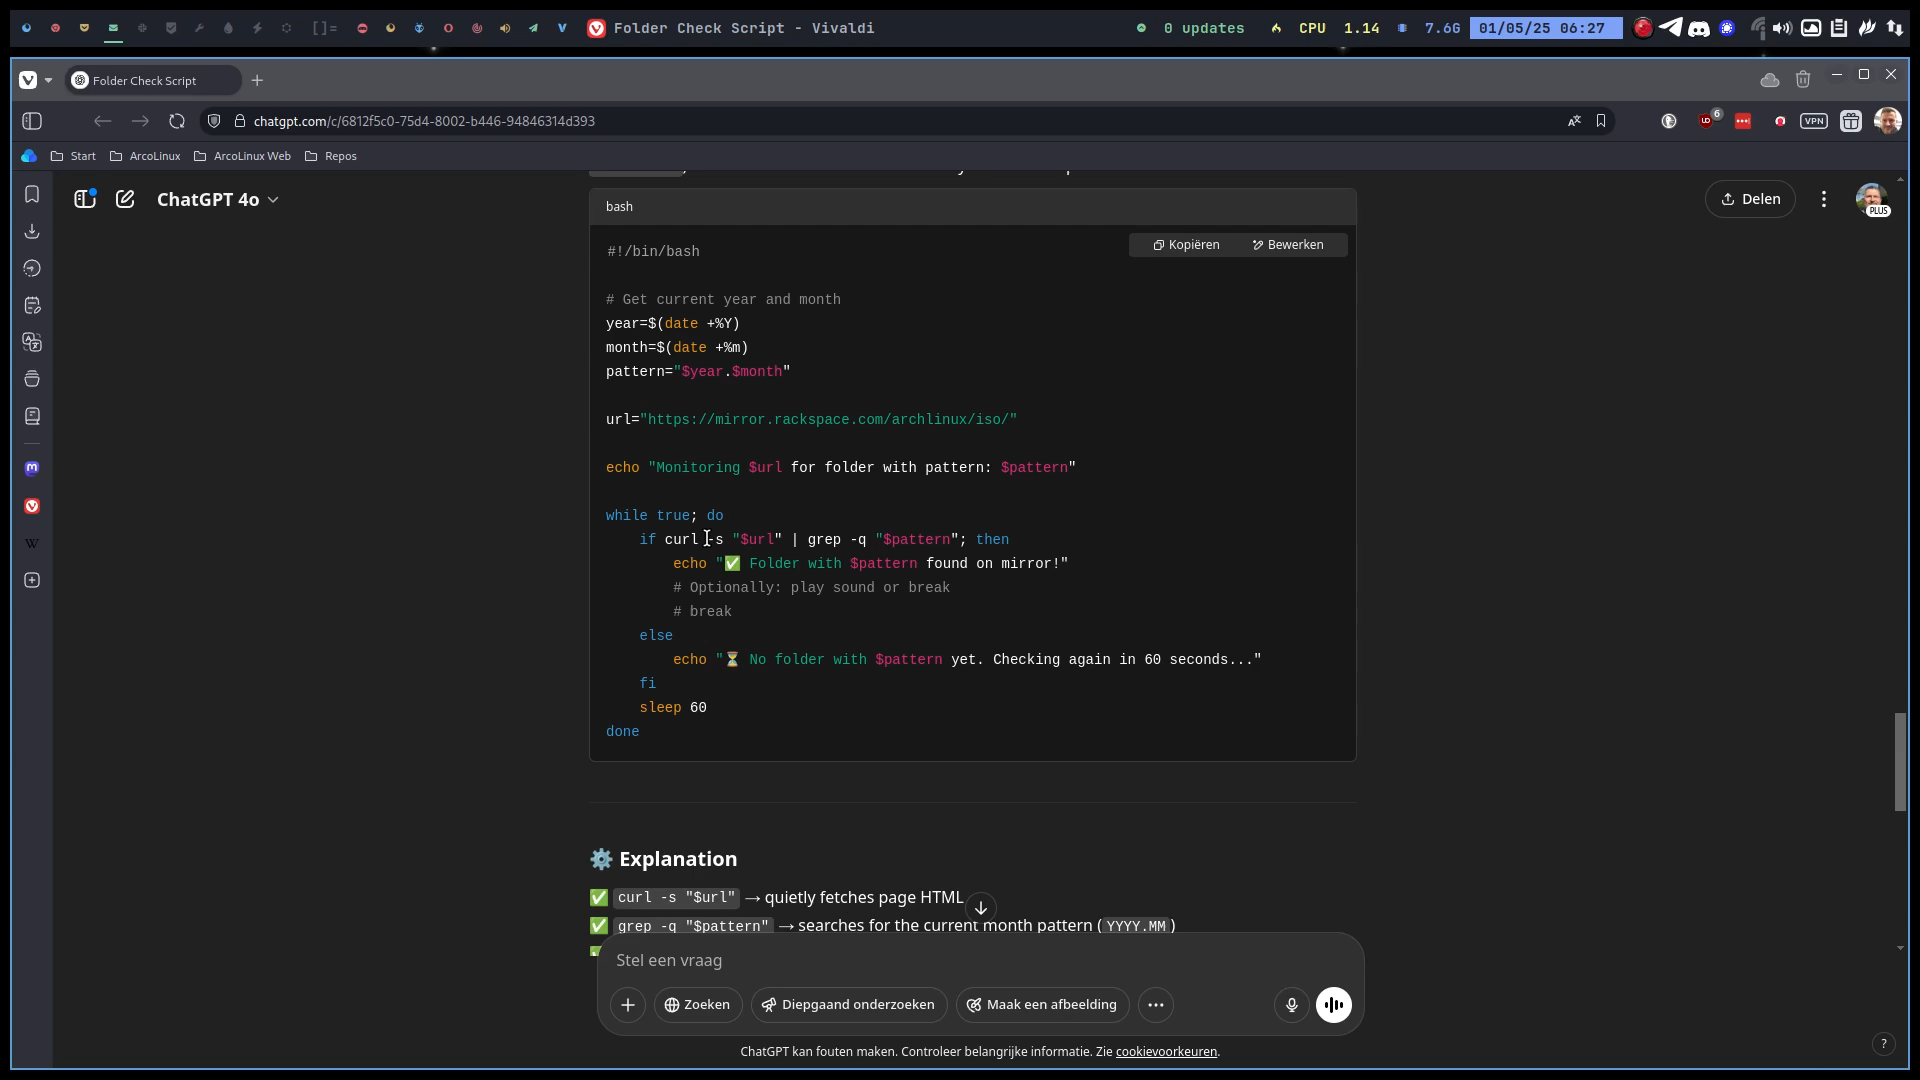 []= Folder Check Script - Vivaldi 0 updates CPU 1.14 7.6G 01/05/25 06:27
Folder Check Script
chatgpt.com/c/6812f5c0-75d4-8002-b446-94846314d393
6
VPN
Start ArcoLinux ArcoLinux Web Repos
ChatGPT 4o
Delen
PLUS
bash
Kopiëren Bewerken
#!/bin/bash
# Get current year and month
year=$(date +%Y)
month=$(date +%m)
pattern="$year.$month"
url="https://mirror.rackspace.com/archlinux/iso/"
echo "Monitoring $url for folder with pattern: $pattern"
while true; do
if curl -s "$url" | grep -q "$pattern"; then
echo "✅ Folder with $pattern found on mirror!"
# Optionally: play sound or break
# break
else
echo "⏳ No folder with $pattern yet. Checking again in 60 seconds..."
fi
sleep 60
done
⚙️ Explanation
✅ curl -s "$url" → quietly fetches page HTML
✅ grep -q "$pattern" → searches for the current month pattern (YYYY.MM)
Stel een vraag
Zoeken Diepgaand onderzoeken Maak een afbeelding
ChatGPT kan fouten maken. Controleer belangrijke informatie. Zie cookievoorkeuren.
?